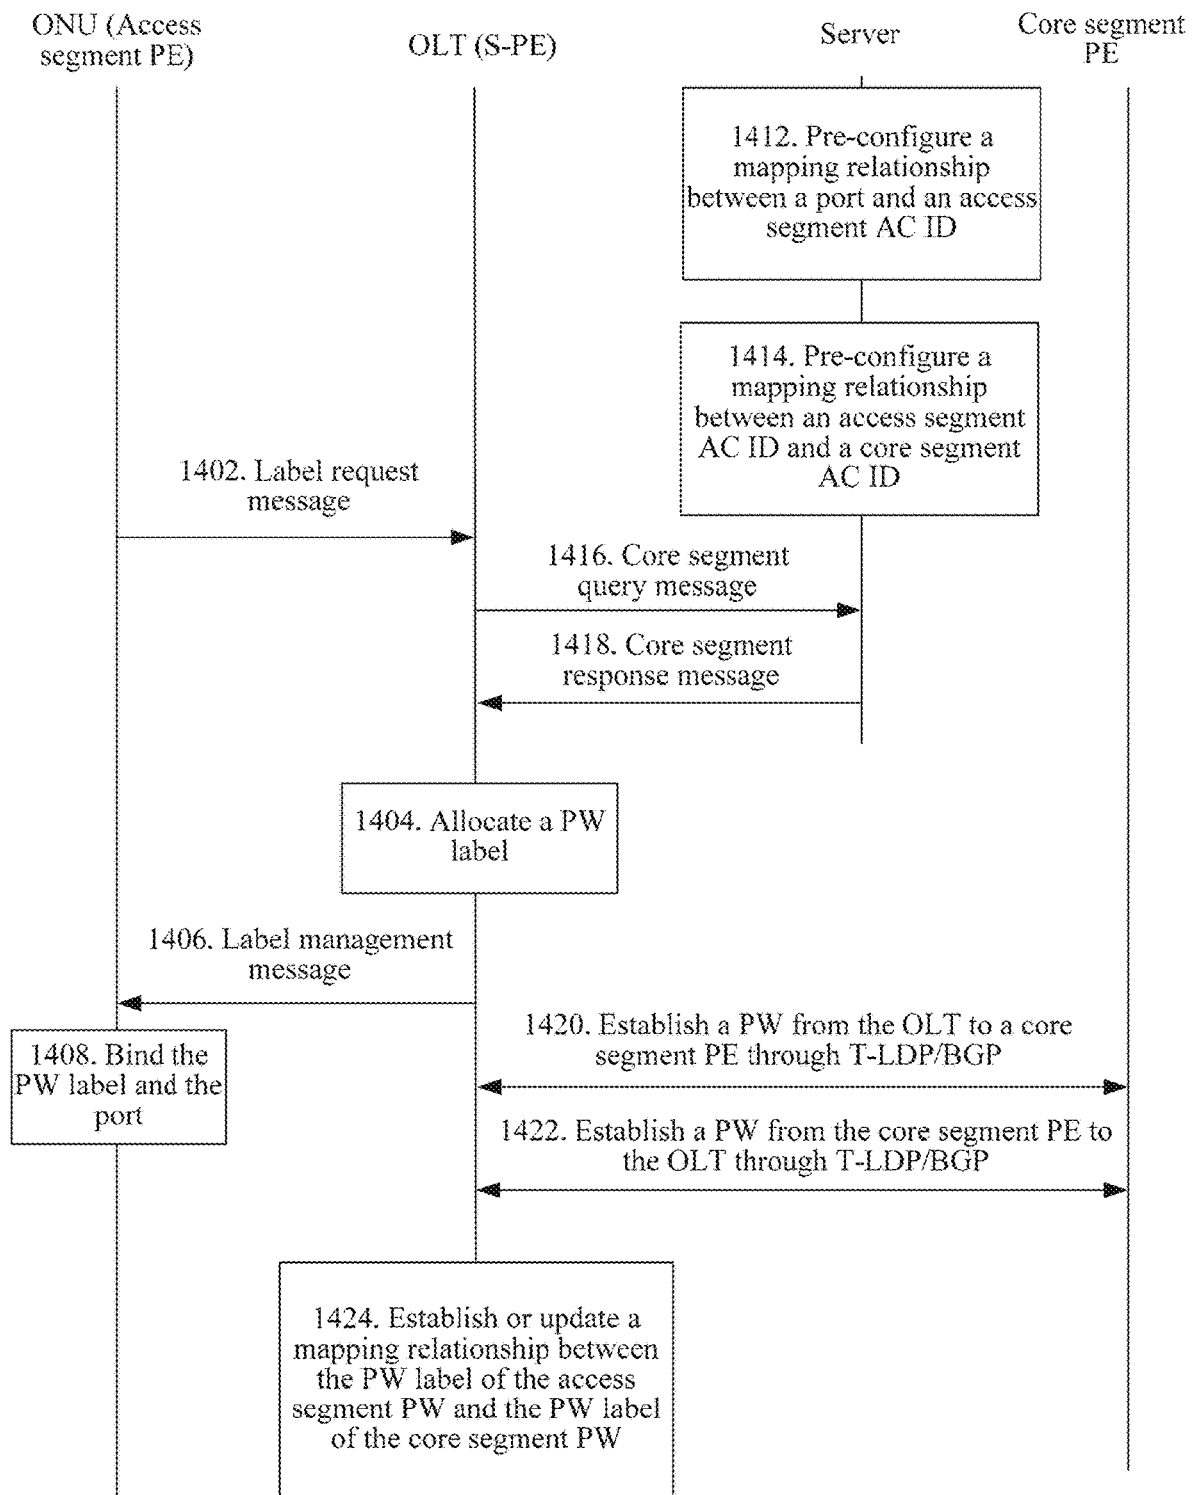 ONU (Access
segment PE)
OLT (S-PE)
Server
Core segment
PE
1412. Pre-configure a
mapping relationship
between a port and an access
segment AC ID
1414. Pre-configure a
mapping relationship
between an access segment
AC ID and a core segment
AC ID
1402. Label request
message
1416. Core segment
query message
1418. Core segment
response message
1404. Allocate a PW
label
1406. Label management
message
1408. Bind the
PW label and the
port
1420. Establish a PW from the OLT to a core
segment PE through T-LDP/BGP
1422. Establish a PW from the core segment PE to
the OLT through T-LDP/BGP
1424. Establish or update a
mapping relationship between
the PW label of the access
segment PW and the PW label
of the core segment PW